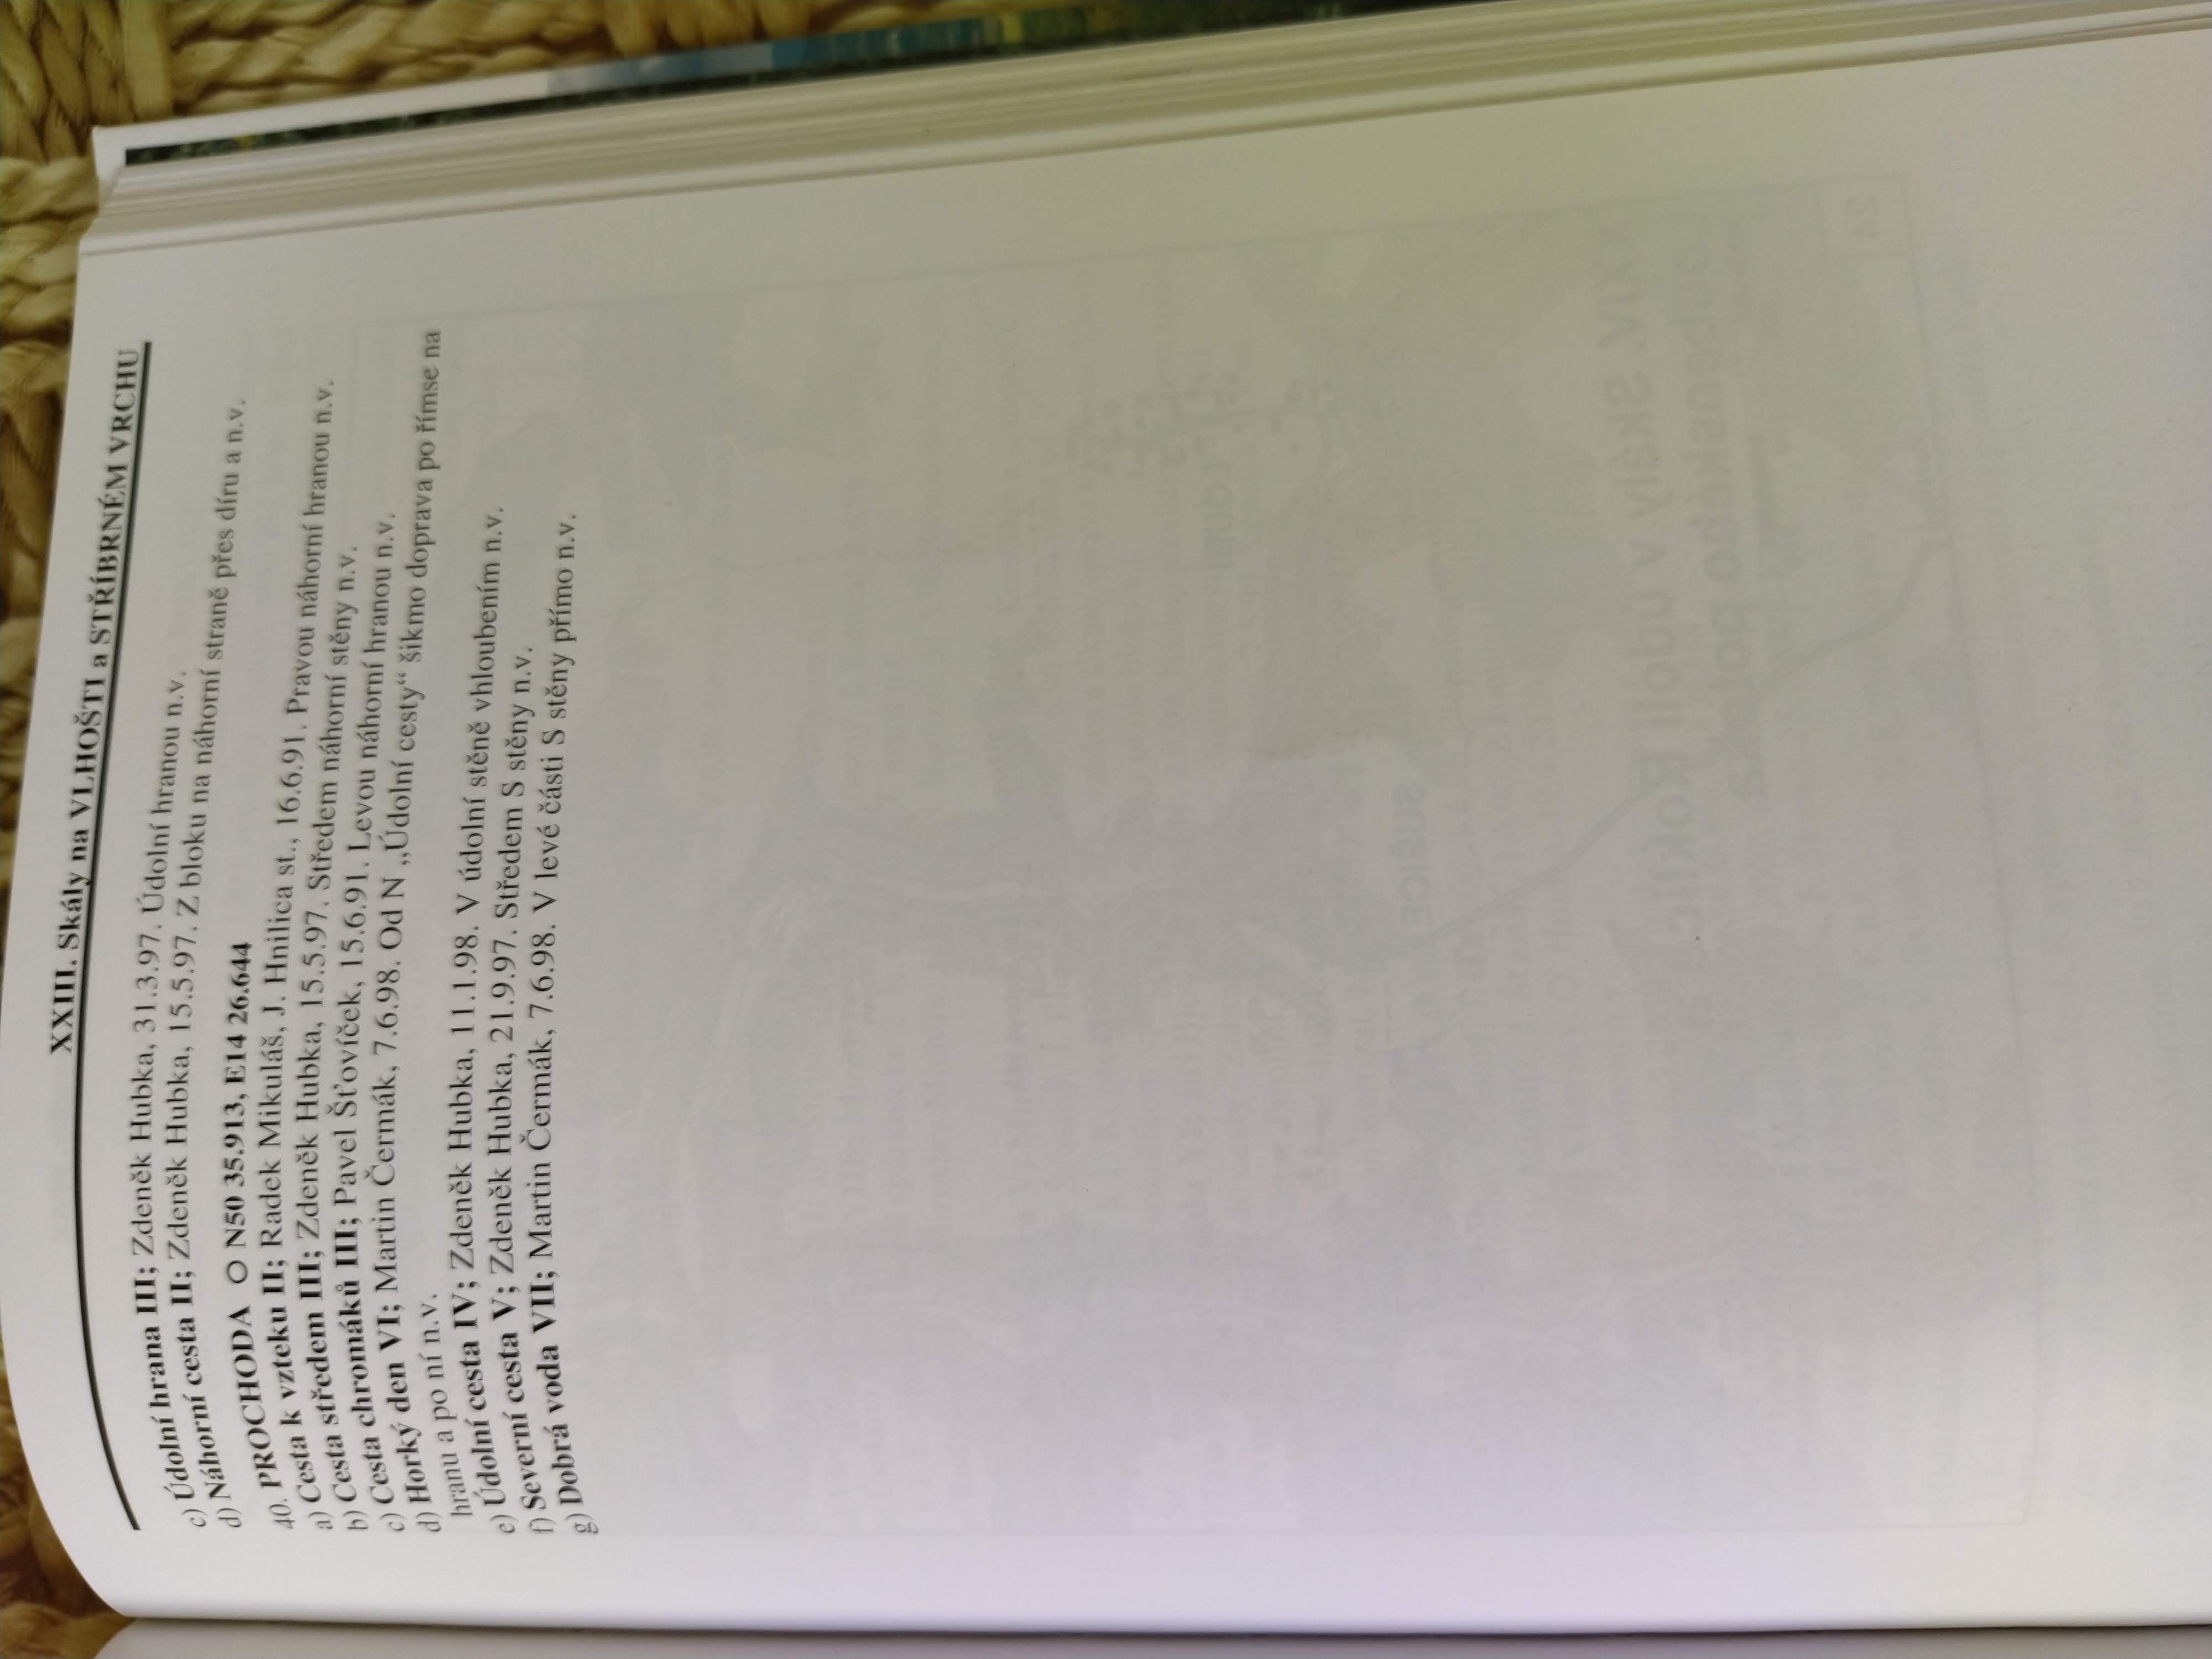 XXIII. Skály na VLHOŠTI a STŘÍBRNÉM VRCHU
c) Údolní hrana III; Zdeněk Hubka, 31.3.97. Údolní hranou n.v.
d) Náhorní cesta II; Zdeněk Hubka, 15.5.97. Z bloku na náhorní straně přes díru a n.v.
40. PROCHODA O N50 35.913, E14 26.644
a) Cesta k vzteku II; Radek Mikuláš, J. Hnilica st., 16.6.91. Pravou náhorní hranou n.v.
b) Cesta středem III; Zdeněk Hubka, 15.5.97. Středem náhorní stěny n.v.
c) Cesta chromáků III; Pavel Šťovíček, 15.6.91. Levou náhorní hranou n.v.
d) Horký den VI; Martin Čermák, 7.6.98. Od N „Údolní cesty“ šikmo doprava po římse na
hranu a po ní n.v.
e) Údolní cesta IV; Zdeněk Hubka, 11.1.98. V údolní stěně vhloubením n.v.
f) Severní cesta V; Zdeněk Hubka, 21.9.97. Středem S stěny n.v.
g) Dobrá voda VII; Martin Čermák, 7.6.98. V levé části S stěny přímo n.v.